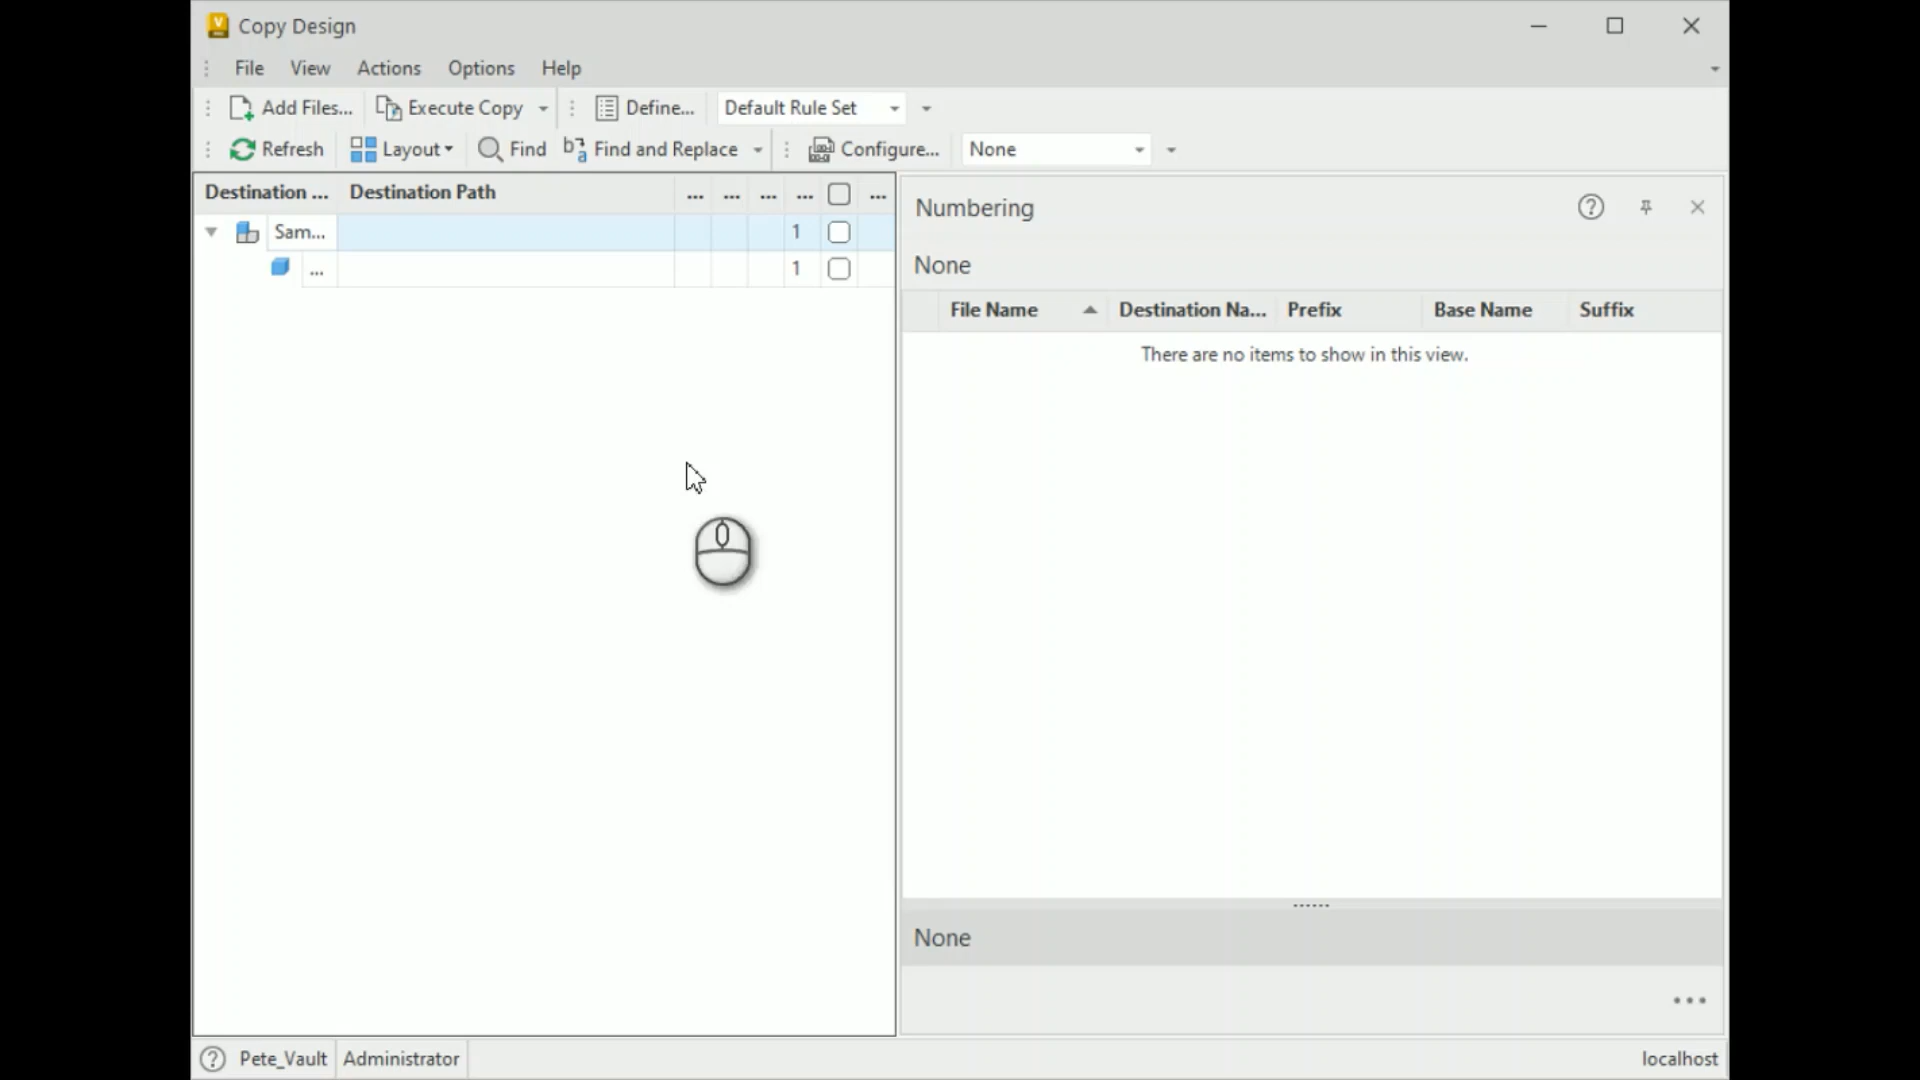 Copy Design
File View Actions Options Help
Add Files... Execute Copy Define... Default Rule Set
Refresh Layout Find Find and Replace Configure... None
Destination ... Destination Path ... ... ... ... ...
Sam... 1
... 1
Numbering
None
File Name Destination Na... Prefix Base Name Suffix
There are no items to show in this view.
None
Pete_Vault Administrator localhost